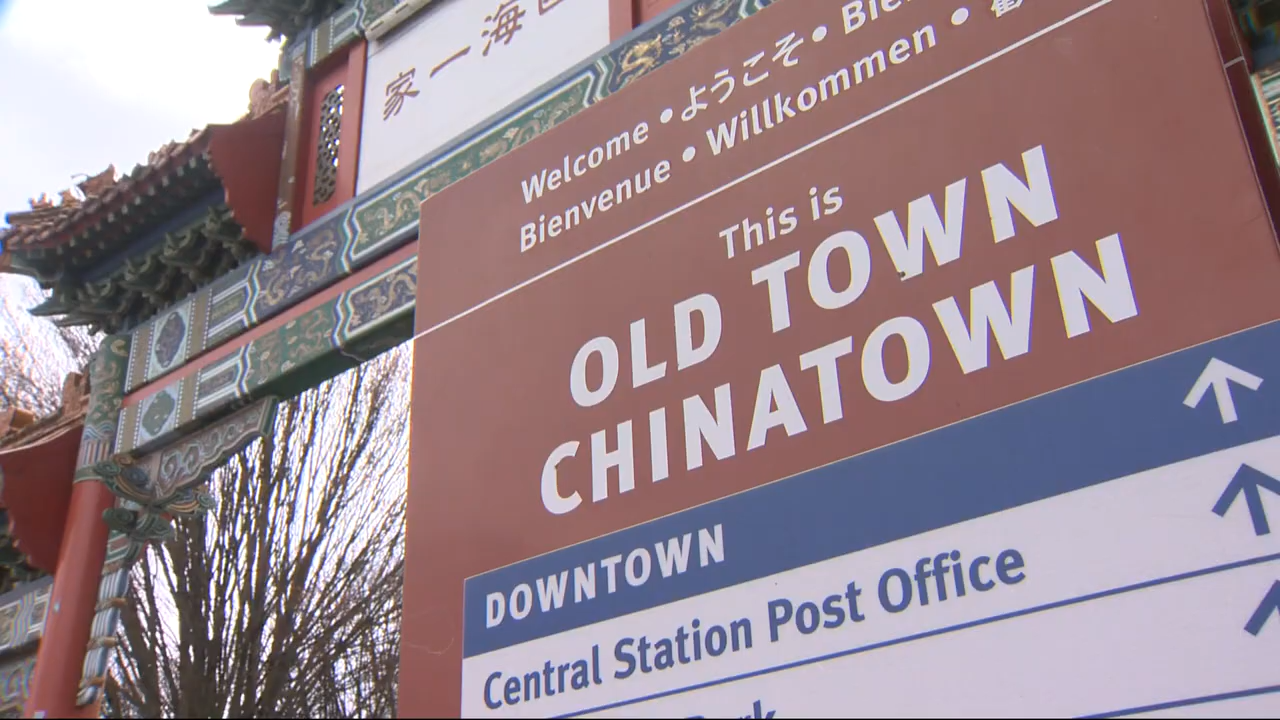 海一家
Welcome • ようこそ •
Bienvenue • Willkommen •
This is
OLD TOWN
CHINATOWN
DOWNTOWN
Central Station Post Office